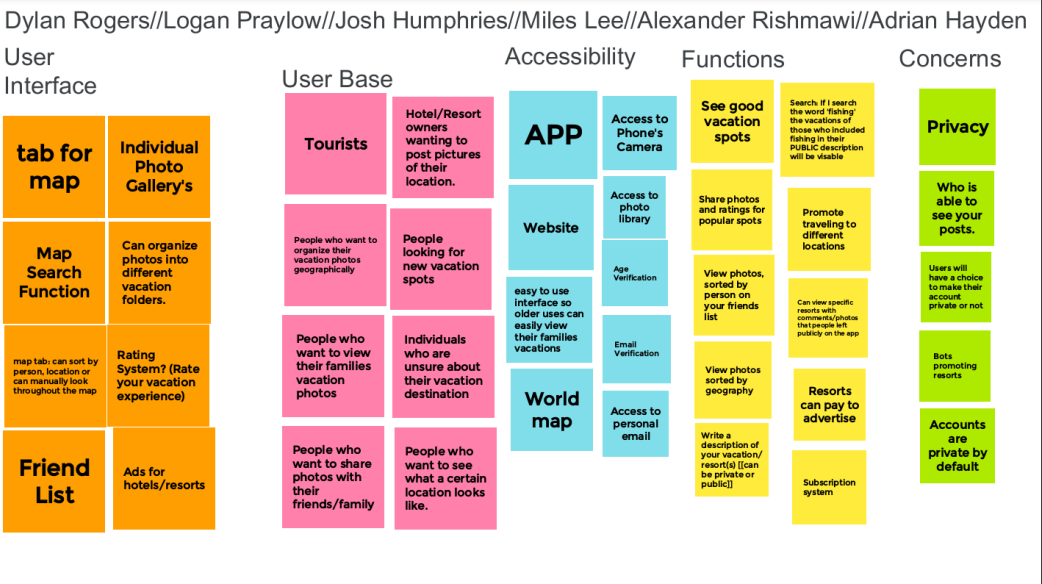 Dylan Rogers//Logan Praylow//Josh Humphries//Miles Lee//Alexander Rishmawi//Adrian Hayden
User
Interface
tab for
map
Individual
Photo
Gallery's
Map
Search
Function
Can organize
photos into
different
vacation
folders.
map tab: can sort by
person, location or
can manually look
throughout the map
Rating
System? (Rate
your vacation
experience)
Friend
List
Ads for
hotels/resorts
User Base
Tourists
Hotel/Resort
owners
wanting to
post pictures
of their
location.
People who want to
organize their
vacation photos
geographically
People
looking for
new vacation
spots
People who
want to view
their families
vacation
photos
Individuals
who are
unsure about
their vacation
destination
People who
want to share
photos with
their
friends/family
People who
want to see
what a certain
location looks
like.
Accessibility
APP
Access to
Phone's
Camera
Website
Access to
photo
library
Age
Verification
easy to use
interface so
older uses can
easily view
their families
vacations
Email
Verification
World
map
Access to
personal
email
Functions
See good
vacation
spots
Search: If I search
the word 'fishing'
the vacations of
those who included
fishing in their
PUBLIC description
will be visable
Share photos
and ratings for
popular spots
Promote
traveling to
different
locations
View photos,
sorted by
person on
your friends
list
Can view specific
resorts with
comments/photos
that people left
publicly on the app
View photos
sorted by
geography
Resorts
can pay to
advertise
Write a
description of
your vacation/
resort(s) [[can
be private or
public]]
Subscription
system
Concerns
Privacy
Who is
able to
see your
posts.
Users will
have a choice
to make their
account
private or not
Bots
promoting
resorts
Accounts
are
private by
default